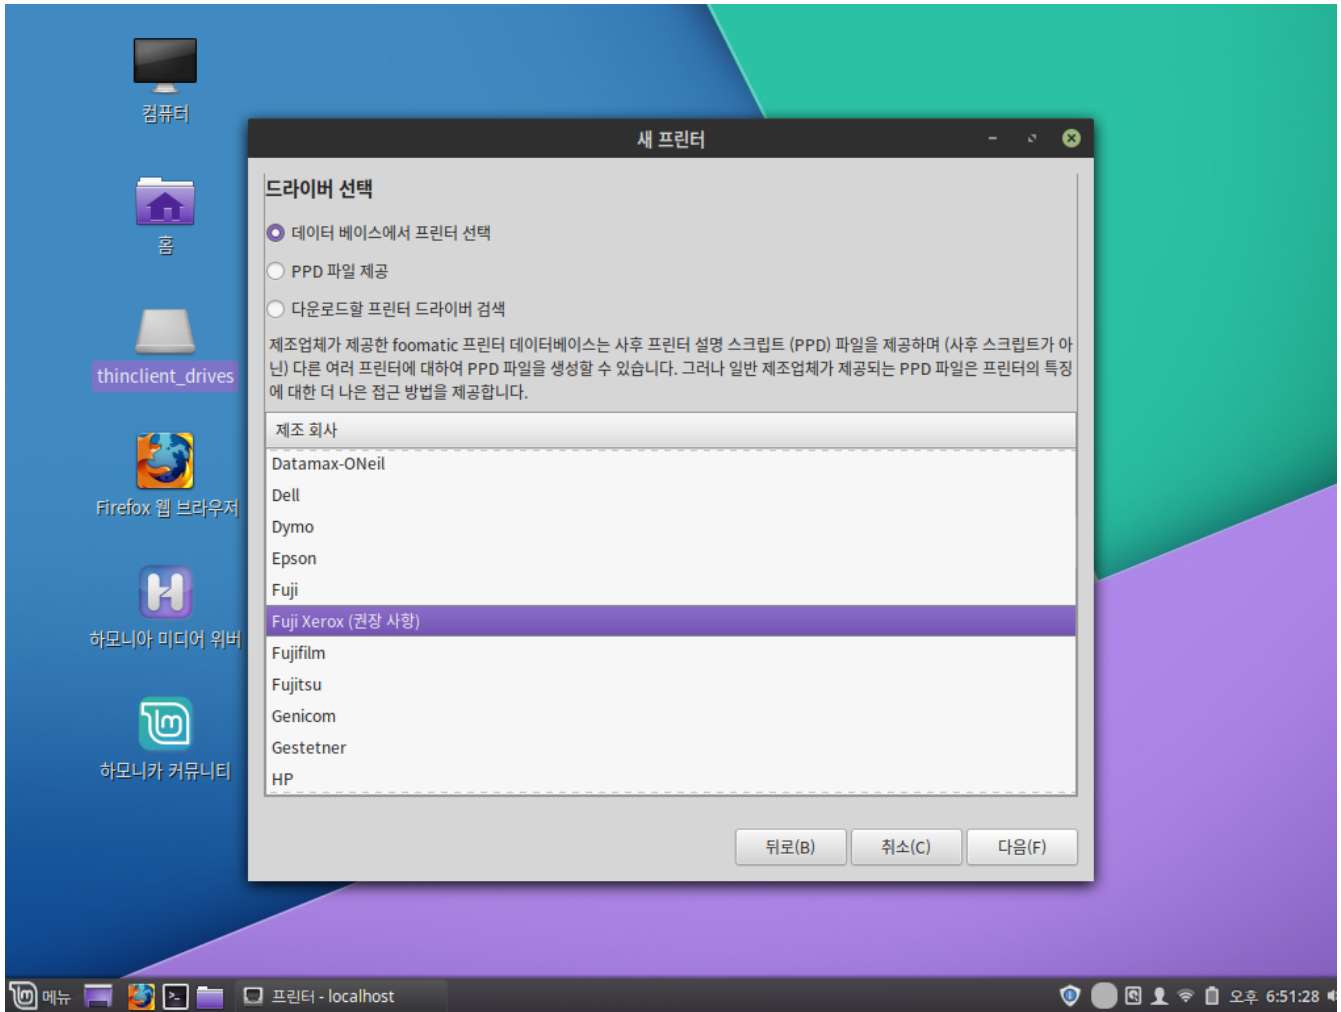 컴퓨터
홈
thinclient_drives
Firefox 웹 브라우저
하모니아 미디어 위버
하모니카 커뮤니티
새 프린터
드라이버 선택
데이터 베이스에서 프린터 선택
PPD 파일 제공
다운로드할 프린터 드라이버 검색
제조업체가 제공한 foomatic 프린터 데이터베이스는 사후 프린터 설명 스크립트 (PPD) 파일을 제공하며 (사후 스크립트가 아
닌) 다른 여러 프린터에 대하여 PPD 파일을 생성할 수 있습니다. 그러나 일반 제조업체가 제공되는 PPD 파일은 프린터의 특징
에 대한 더 나은 접근 방법을 제공합니다.
제조 회사
Datamax-ONeil
Dell
Dymo
Epson
Fuji
Fuji Xerox (권장 사항)
Fujifilm
Fujitsu
Genicom
Gestetner
HP
뒤로(B)
취소(C)
다음(F)
메뉴
프린터 - localhost
오후 6:51:28